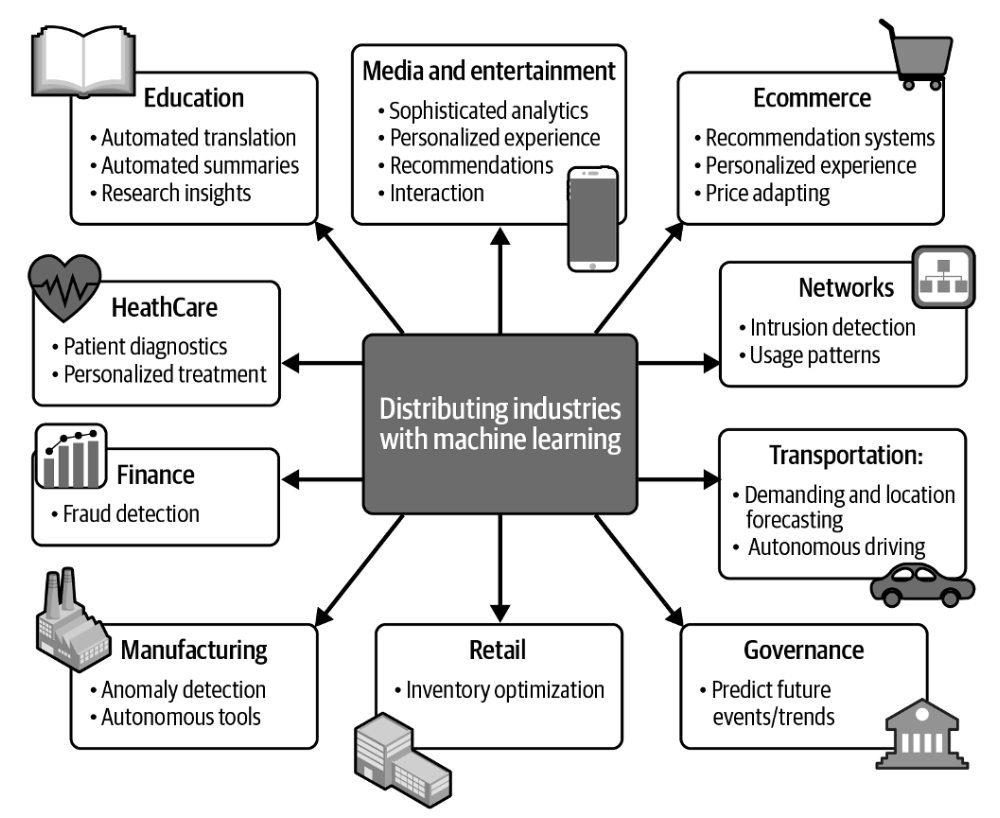 Education
• Automated translation
• Automated summaries
• Research insights
Media and entertainment
• Sophisticated analytics
• Personalized experience
• Recommendations
• Interaction
Ecommerce
• Recommendation systems
• Personalized experience
• Price adapting
HeathCare
• Patient diagnostics
• Personalized treatment
Networks
• Intrusion detection
• Usage patterns
Distributing industries
with machine learning
Finance
• Fraud detection
Transportation:
• Demanding and location
forecasting
• Autonomous driving
Manufacturing
• Anomaly detection
• Autonomous tools
Retail
• Inventory optimization
Governance
• Predict future
events/trends